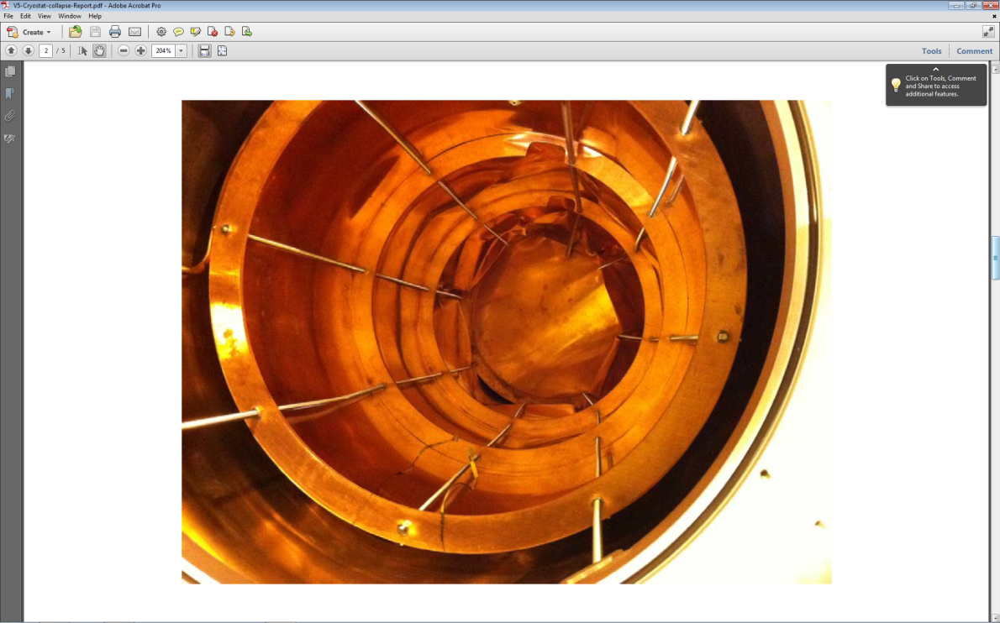 V5-Cryostat-collapse-Report.pdf - Adobe Acrobat Pro
File Edit View Window Help
Create
2 / 5
204%
Tools
Comment
Click on Tools, Comment
and Share to access
additional features.